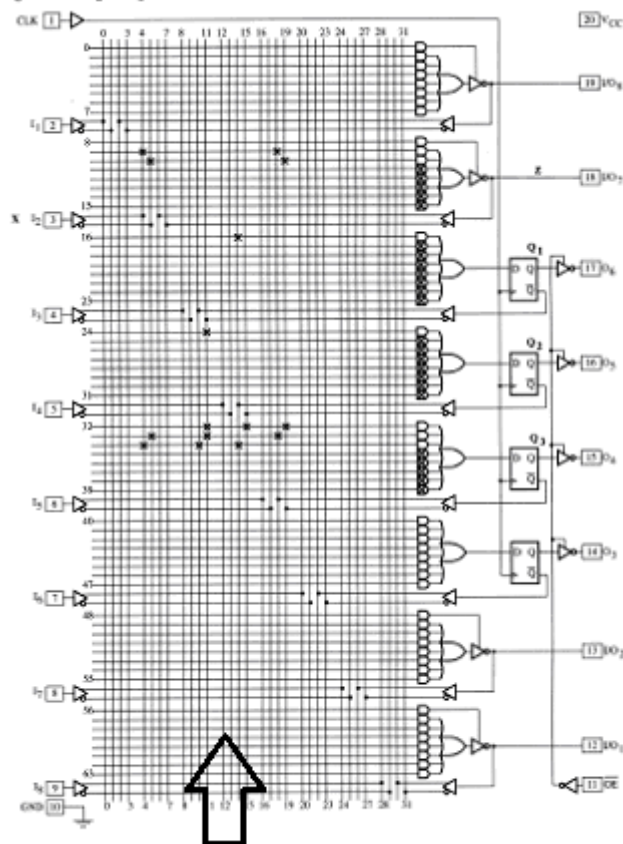 CLK 1 20 VCC
0 3 4 7 8 11 12 15 16 19 20 23 24 27 28 31
0
19 I/O8
7
I1 2
8
Z
18 I/O7
15
X I2 3
16
Q1
D Q
Q
17 O6
23
I3 4
24
Q2
D Q
Q
16 O5
31
I4 5
32
Q3
D Q
Q
15 O4
39
I5 6
40
D Q
Q
14 O3
47
I6 7
48
13 I/O2
55
I7 8
56
12 I/O1
63
I8 9
11 OE
GND 10
0 3 4 7 8 11 12 15 16 19 20 23 24 27 28 31